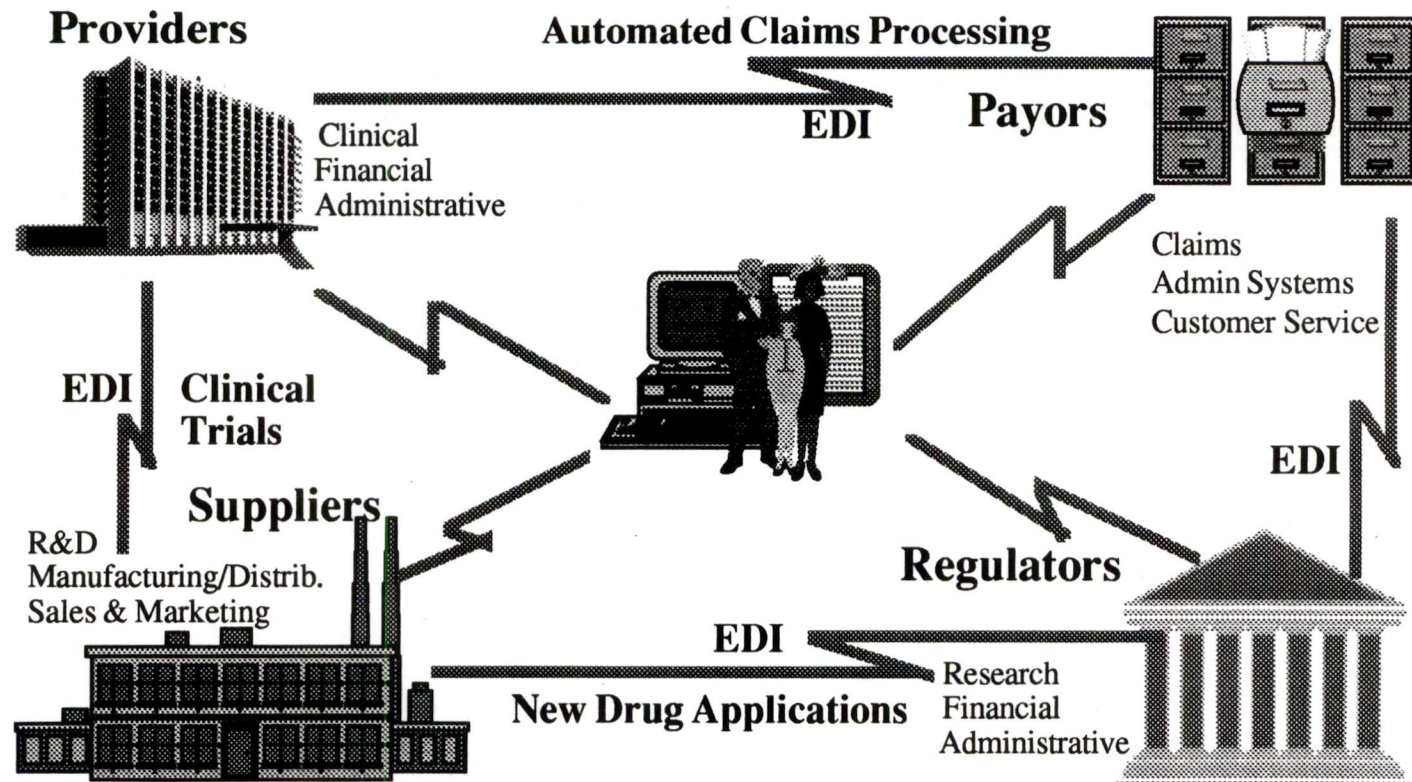 Providers
Automated Claims Processing
EDI
Payors
Clinical
Financial
Administrative
Claims
Admin Systems
Customer Service
EDI
Clinical
Trials
EDI
Suppliers
R&D
Manufacturing/Distrib.
Sales & Marketing
Regulators
EDI
New Drug Applications
Research
Financial
Administrative